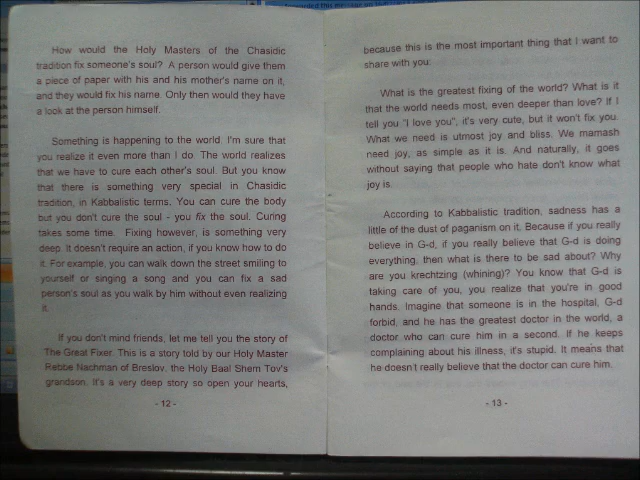 How would the Holy Masters of the Chasidic
tradition fix someone's soul? A person would give them
a piece of paper with his and his mother's name on it,
and they would fix his name. Only then would they have
a look at the person himself.
Something is happening to the world. I'm sure that
you realize it even more than I do. The world realizes
that we have to cure each other's soul. But you know
that there is something very special in Chasidic
tradition, in Kabbalistic terms. You can cure the body
but you don't cure the soul - you fix the soul. Curing
takes some time. Fixing however, is something very
deep. It doesn't require an action, if you know how to do
it. For example, you can walk down the street smiling to
yourself or singing a song and you can fix a sad
person's soul as you walk by him without even realizing
it.
If you don't mind friends, let me tell you the story of
The Great Fixer. This is a story told by our Holy Master
Rebbe Nachman of Breslov, the Holy Baal Shem Tov's
grandson. It's a very deep story so open your hearts,
- 12 -
because this is the most important thing that I want to
share with you:
What is the greatest fixing of the world? What is it
that the world needs most, even deeper than love? If I
tell you "I love you", it's very cute, but it won't fix you.
What we need is utmost joy and bliss. We mamash
need joy, as simple as it is. And naturally, it goes
without saying that people who hate don't know what
joy is.
According to Kabbalistic tradition, sadness has a
little of the dust of paganism on it. Because if you really
believe in G-d, if you really believe that G-d is doing
everything, then what is there to be sad about? Why
are you krechtzing (whining)? You know that G-d is
taking care of you, you realize that you're in good
hands. Imagine that someone is in the hospital, G-d
forbid, and he has the greatest doctor in the world, a
doctor who can cure him in a second. If he keeps
complaining about his illness, it's stupid. It means that
he doesn't really believe that the doctor can cure him.
- 13 -